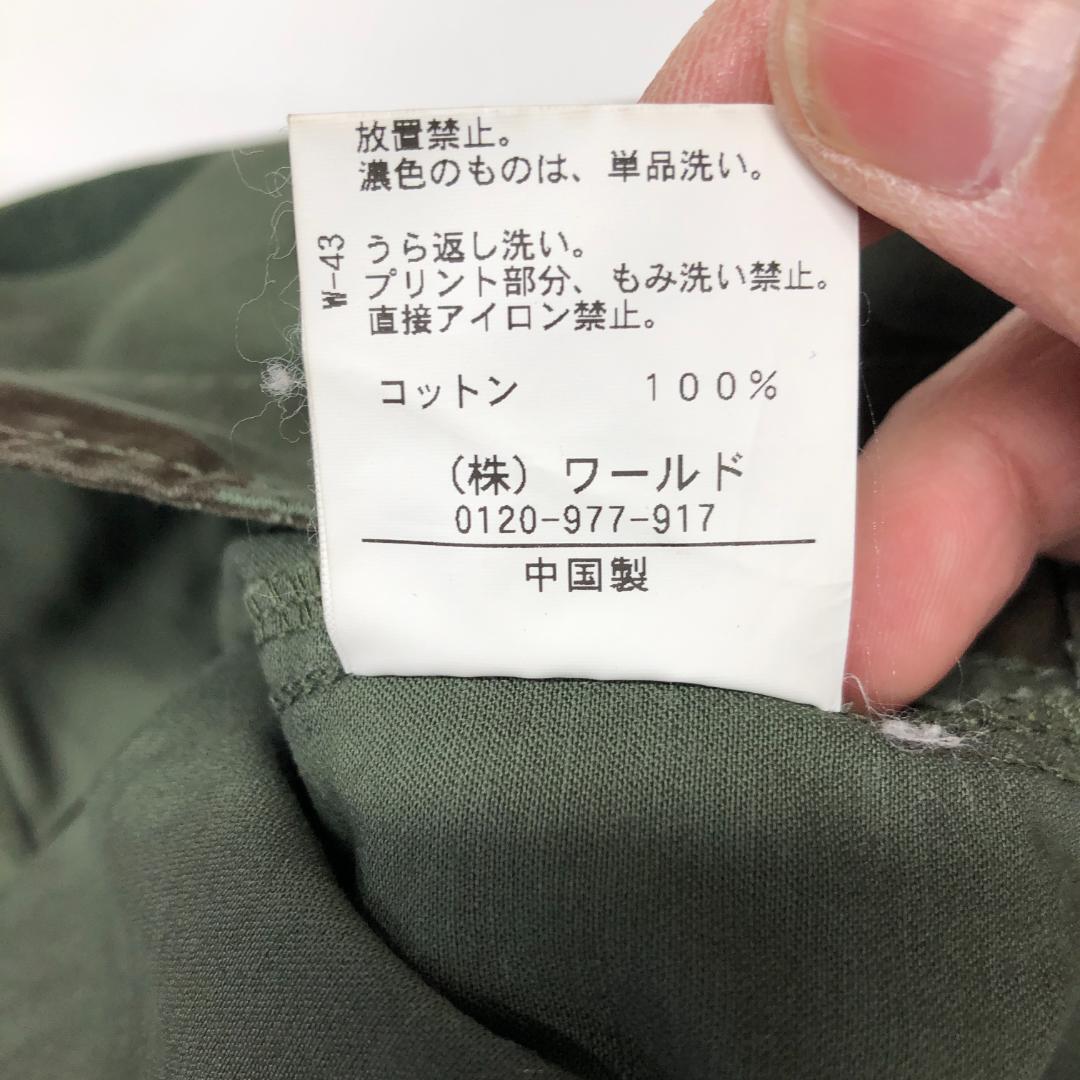 放置禁止。
濃色のものは、単品洗い。
W-43
うら返し洗い。
プリント部分、もみ洗い禁止。
直接アイロン禁止。
コットン 100%
(株) ワールド
0120-977-917
中国製